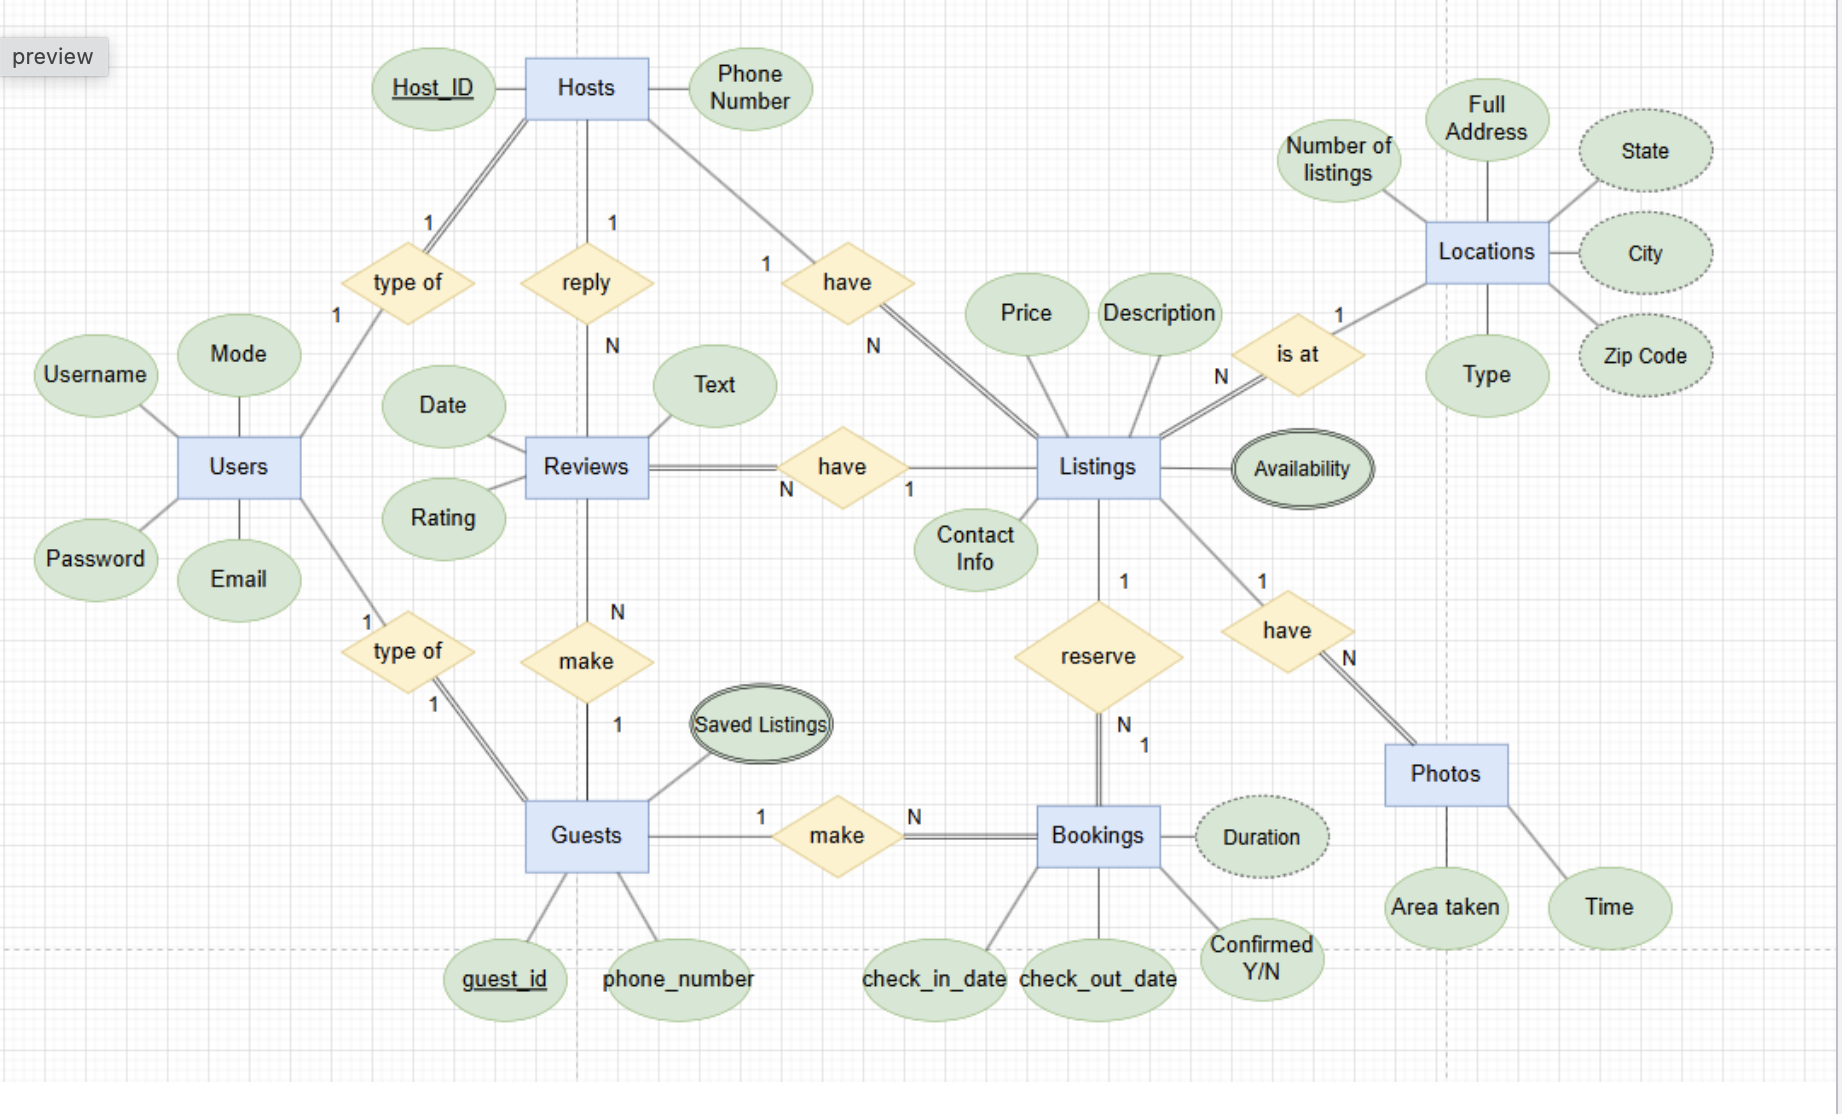 preview
Host_ID
Hosts
Phone
Number
Full
Address
Number of
listings
State
Locations
City
1
1
1
type of
reply
have
1
N
N
Price
Description
1
is at
N
Zip Code
Type
Username
Mode
Date
Text
Users
Reviews
have
N
1
Listings
Availability
Rating
Contact
Info
Password
Email
1
1
1
N
type of
make
reserve
have
N
1
1
Saved Listings
N
1
Photos
Guests
1
make
N
Bookings
Duration
Area taken
Time
guest_id
phone_number
check_in_date
check_out_date
Confirmed
Y/N